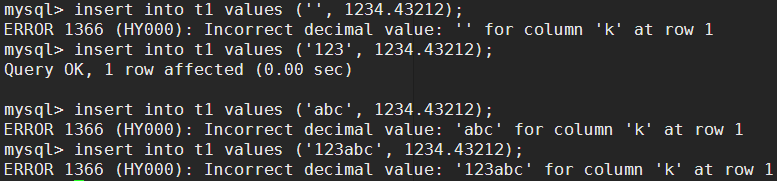 mysql> insert into t1 values ('', 1234.43212);
ERROR 1366 (HY000): Incorrect decimal value: '' for column 'k' at row 1
mysql> insert into t1 values ('123', 1234.43212);
Query OK, 1 row affected (0.00 sec)
mysql> insert into t1 values ('abc', 1234.43212);
ERROR 1366 (HY000): Incorrect decimal value: 'abc' for column 'k' at row 1
mysql> insert into t1 values ('123abc', 1234.43212);
ERROR 1366 (HY000): Incorrect decimal value: '123abc' for column 'k' at row 1